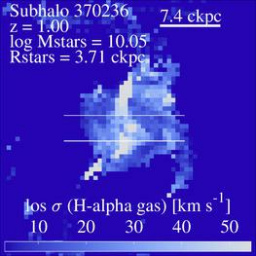 Subhalo 370236
7.4 ckpc
z = 1.00
log Mstars = 10.05
Rstars = 3.71 ckpc
los σ (H-alpha gas) [km s⁻¹]
10 20 30 40 50